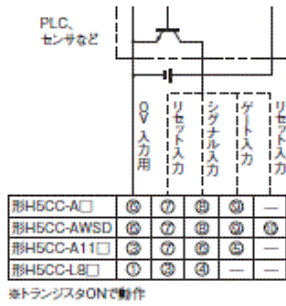 PLC、
センサなど
0V 入力用
リセット入力
シグナル入力
ゲート入力
リセット入力
形H5CC-A□ ⑥ ⑦ ⑧ ⑨ —
形H5CC-AWSD ⑥ ⑦ ⑧ ⑨ ⑩
形H5CC-A11□ ③ ⑦ ⑥ ⑤ —
形H5CC-L8□ ① ③ ④ — —
※トランジスタONで動作